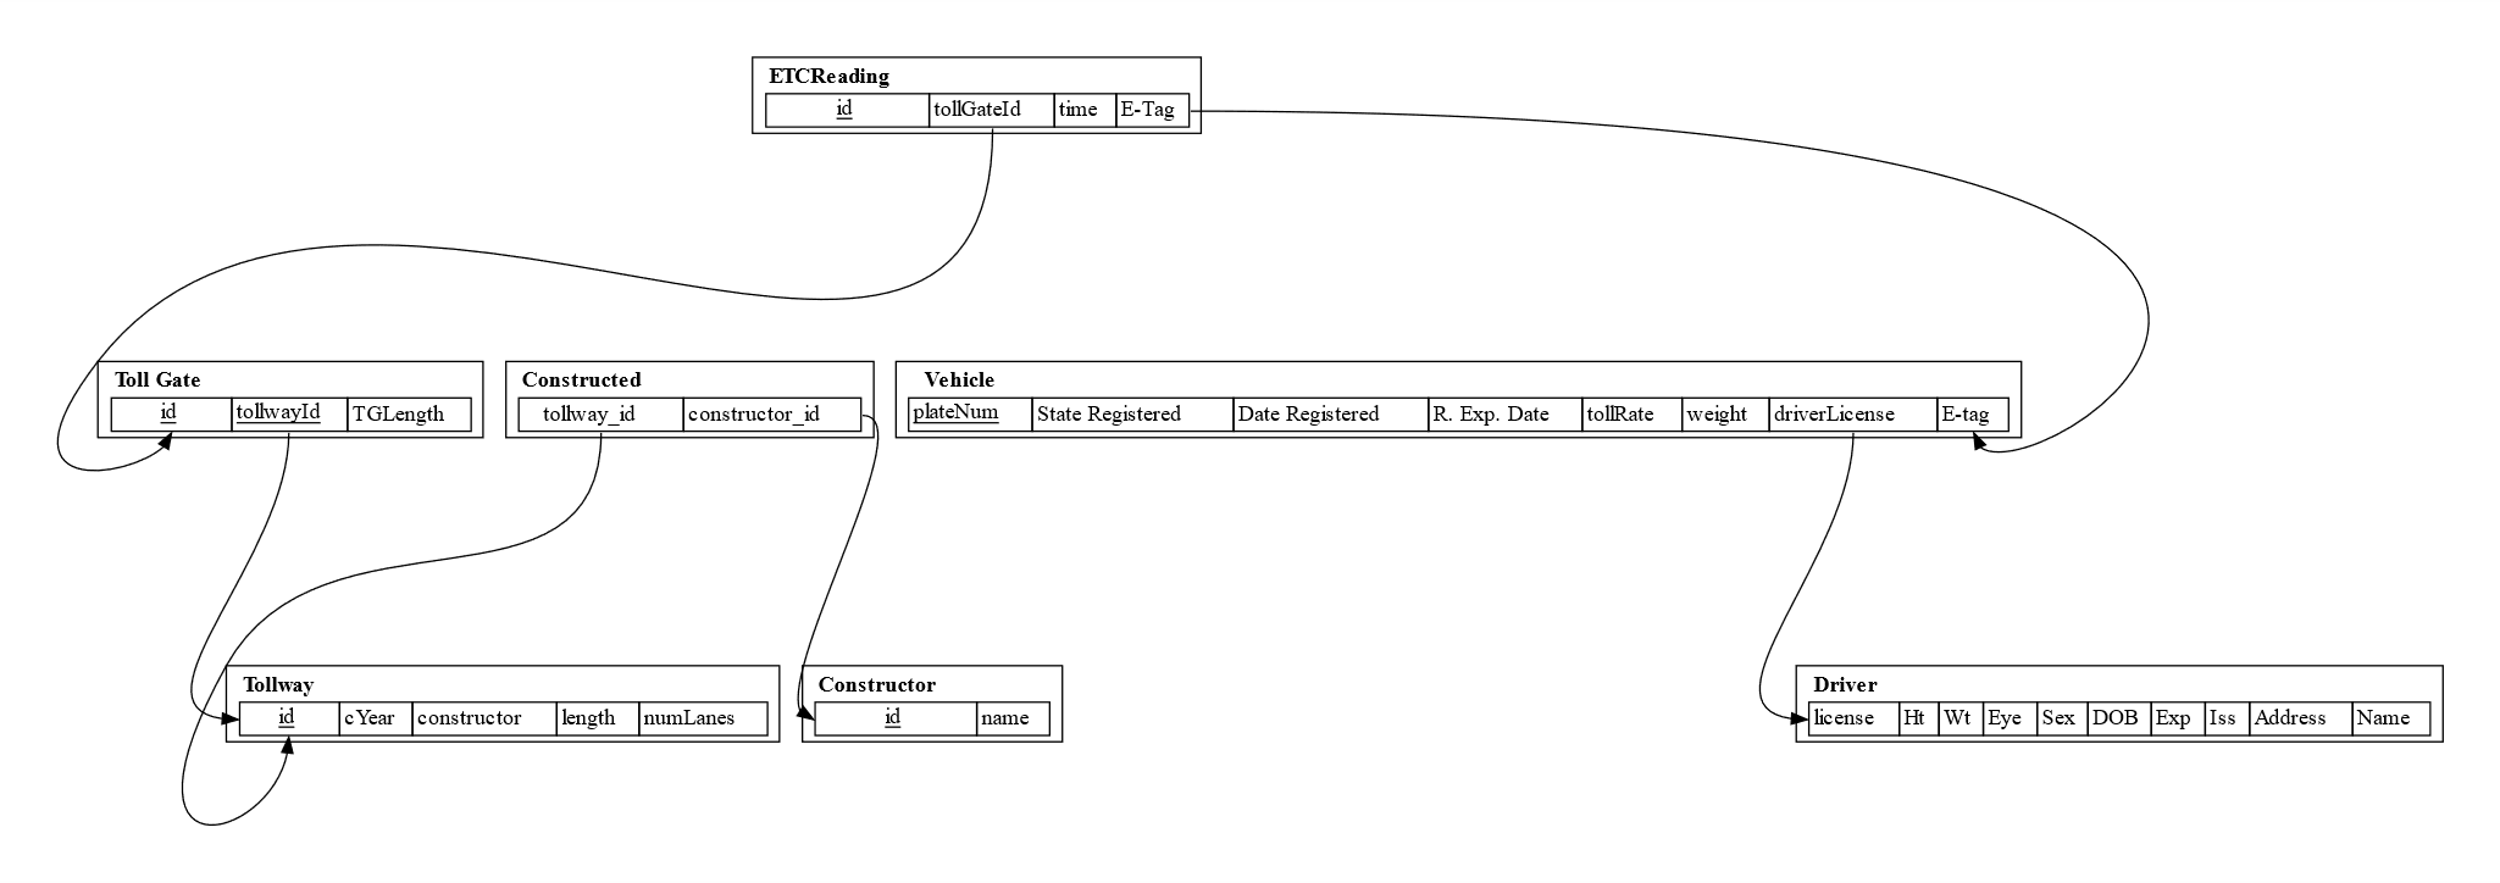 ETCReading
id tollGateId time E-Tag
Toll Gate
id tollwayId TGLength
Constructed
tollway_id constructor_id
Vehicle
plateNum State Registered Date Registered R. Exp. Date tollRate weight driverLicense E-tag
Tollway
id cYear constructor length numLanes
Constructor
id name
Driver
license Ht Wt Eye Sex DOB Exp Iss Address Name